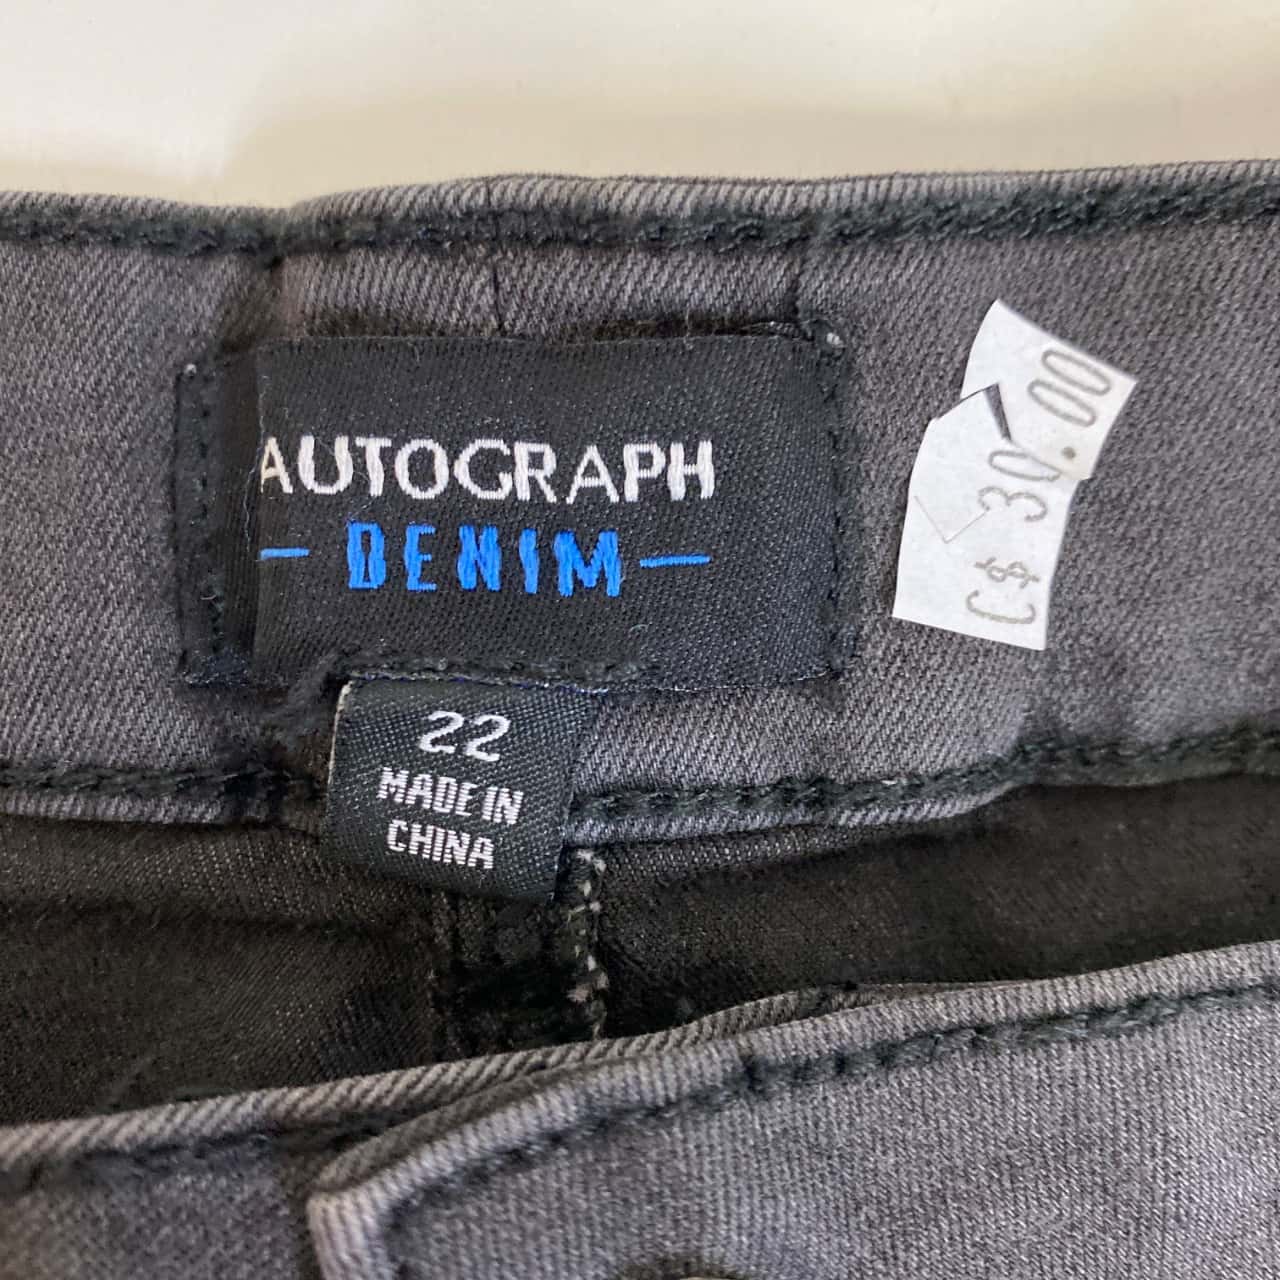 AUTOGRAPH
— DENIM —
22
MADE IN
CHINA
C$ 30.00